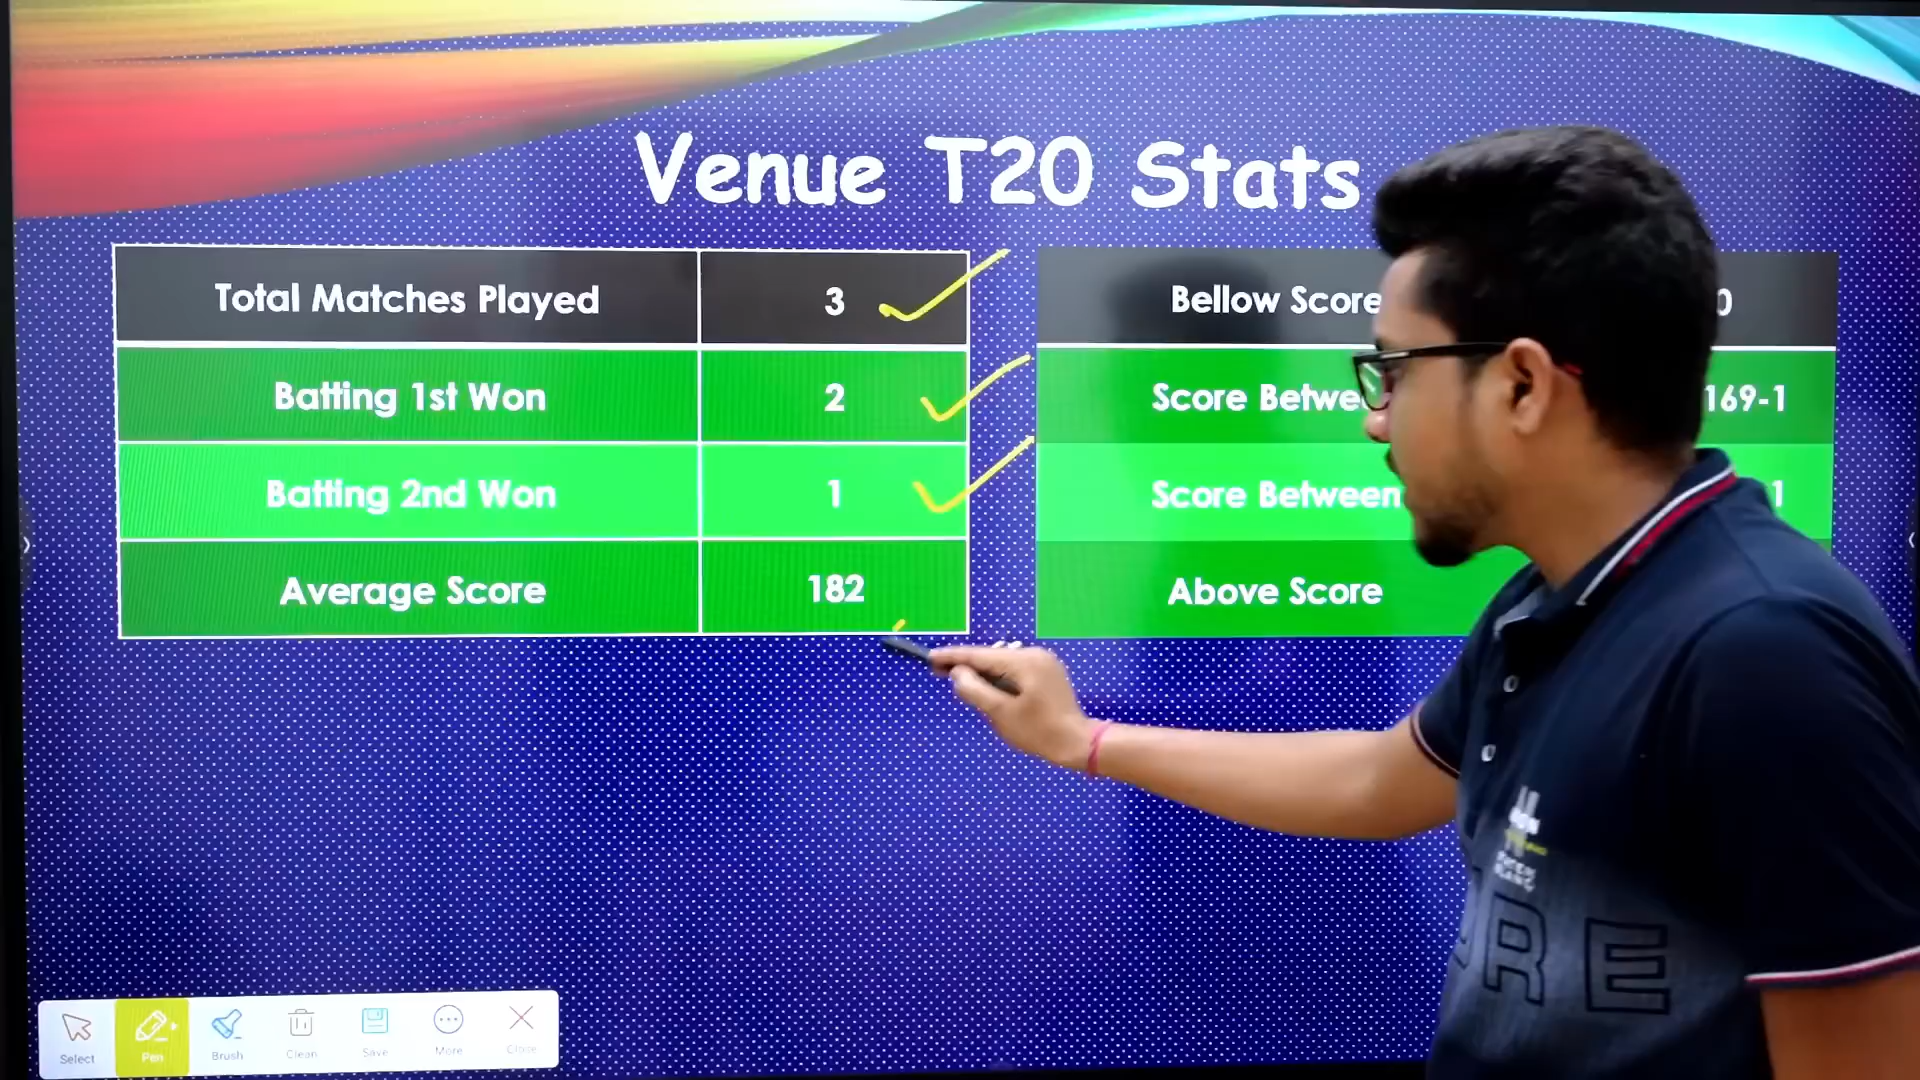 Venue T20 Stats
Total Matches Played 3
Batting 1st Won 2
Batting 2nd Won 1
Average Score 182
Bellow Score
Score
169-1
Score Between
Above Score
Select Pen Brush Clean Save More Close
RE